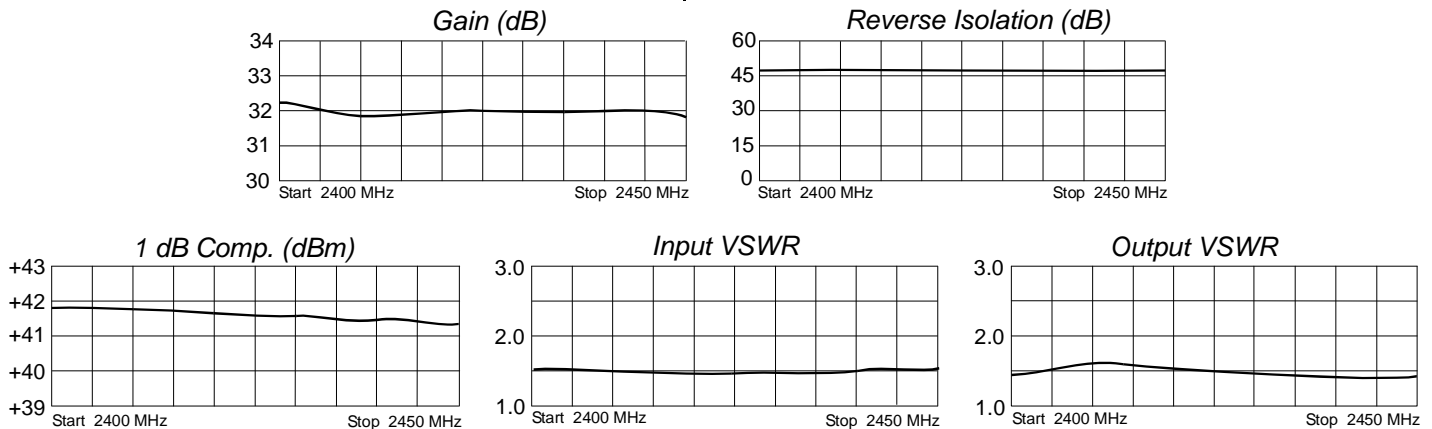 Gain (dB)
34
33
32
31
30
Start 2400 MHz
Stop 2450 MHz
Reverse Isolation (dB)
60
45
30
15
0
Start 2400 MHz
Stop 2450 MHz
1 dB Comp. (dBm)
+43
+42
+41
+40
+39
Start 2400 MHz
Stop 2450 MHz
Input VSWR
3.0
2.0
1.0
Start 2400 MHz
Stop 2450 MHz
Output VSWR
3.0
2.0
1.0
Start 2400 MHz
Stop 2450 MHz